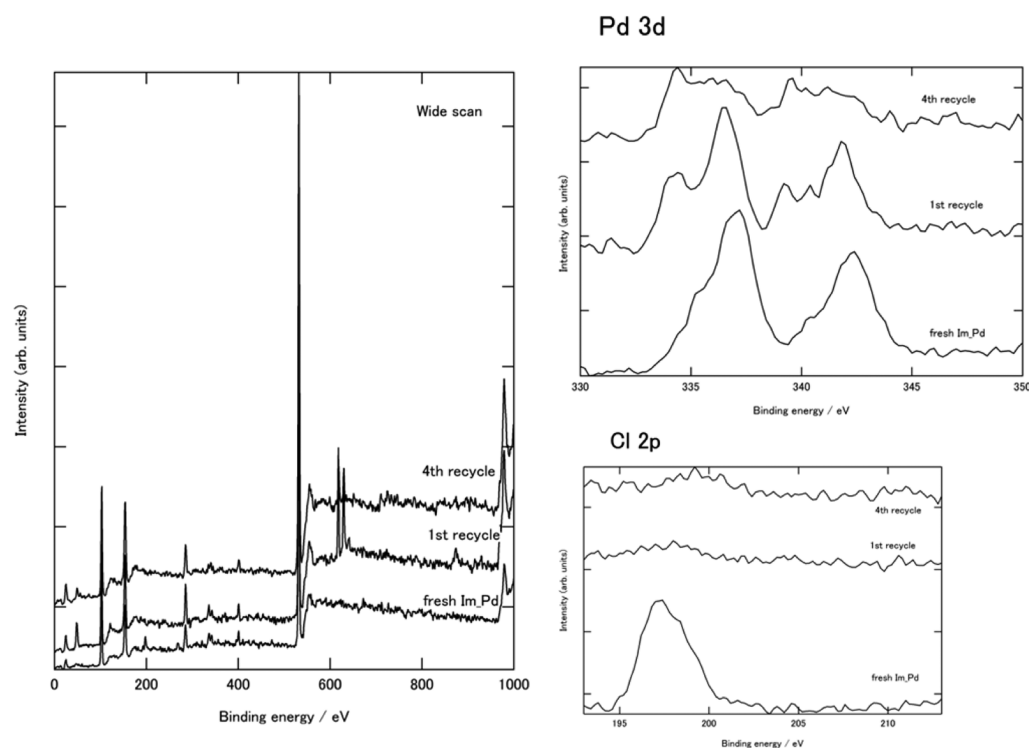 Pd 3d
Wide scan
4th recycle
1st recycle
fresh Im_Pd
Intensity (arb. units)
0 200 400 600 800 1000
Binding energy / eV
4th recycle
1st recycle
fresh Im_Pd
Intensity (arb. units)
330 335 340 345 350
Binding energy / eV
Cl 2p
4th recycle
1st recycle
fresh Im_Pd
Intensity (arb. units)
195 200 205 210
Binding energy / eV